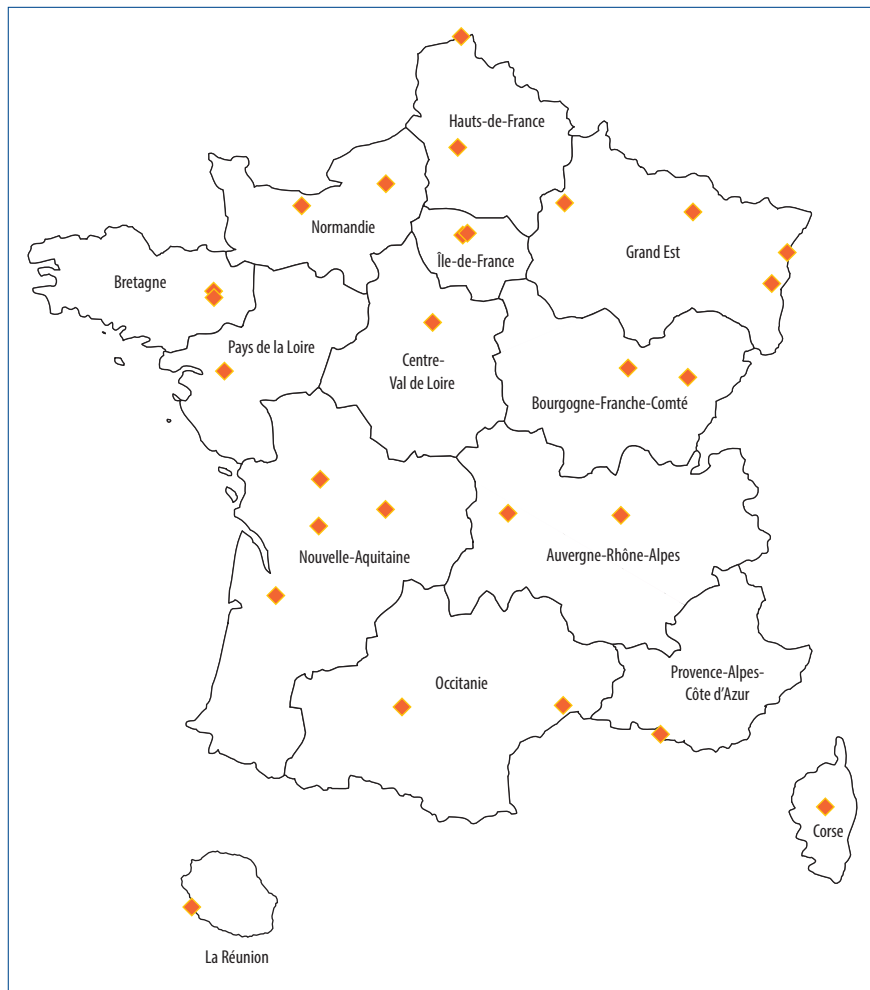 Hauts-de-France
Normandie
Île-de-France
Grand Est
Bretagne
Pays de la Loire
Centre-
Val de Loire
Bourgogne-Franche-Comté
Nouvelle-Aquitaine
Auvergne-Rhône-Alpes
Occitanie
Provence-Alpes-
Côte d’Azur
Corse
La Réunion